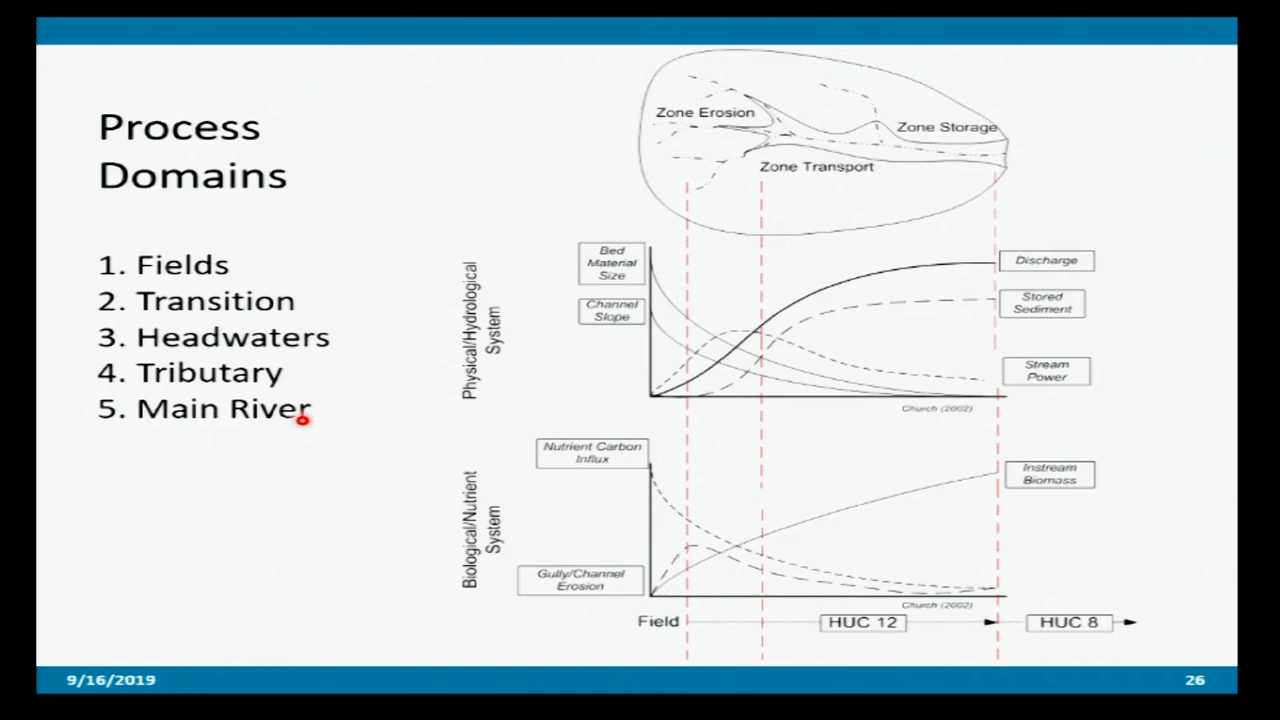 Process
Domains
1. Fields
2. Transition
3. Headwaters
4. Tributary
5. Main River
Zone Erosion
Zone Storage
Zone Transport
Physical/Hydrological
System
Bed
Material
Size
Channel
Slope
Discharge
Stored
Sediment
Stream
Power
Church (2002)
Biological/Nutrient
System
Nutrient Carbon
Influx
Gully/Channel
Erosion
Instream
Biomass
Church (2002)
Field
HUC 12
HUC 8
9/16/2019
26